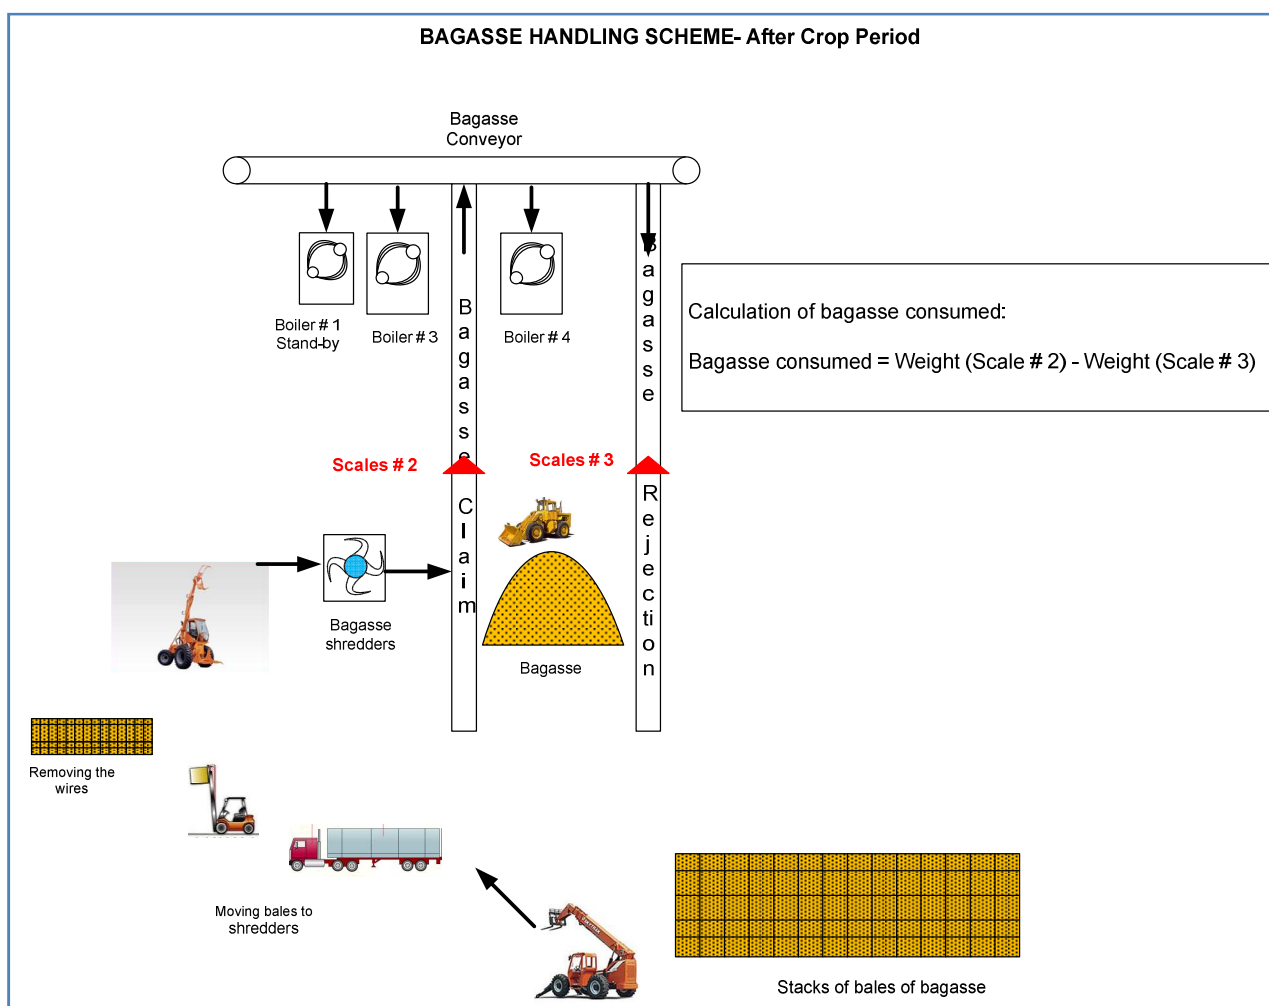 BAGASSE HANDLING SCHEME- After Crop Period
Bagasse
Conveyor
Boiler # 1
Stand-by
Boiler # 3
Boiler # 4
Bagasse
Claim
Bagasse
Rejection
Calculation of bagasse consumed:
Bagasse consumed = Weight (Scale # 2) - Weight (Scale # 3)
Scales # 2
Scales # 3
Bagasse
shredders
Bagasse
Removing the
wires
Moving bales to
shredders
Stacks of bales of bagasse